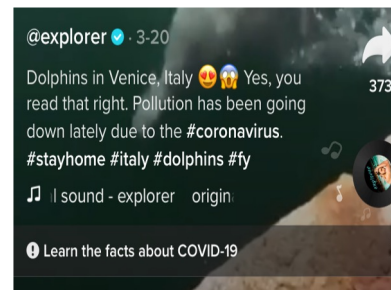 @explorer · 3-20
Dolphins in Venice, Italy 😍😱 Yes, you
read that right. Pollution has been going
down lately due to the #coronavirus.
#stayhome #italy #dolphins #fy
l sound - explorer origin
373
Learn the facts about COVID-19